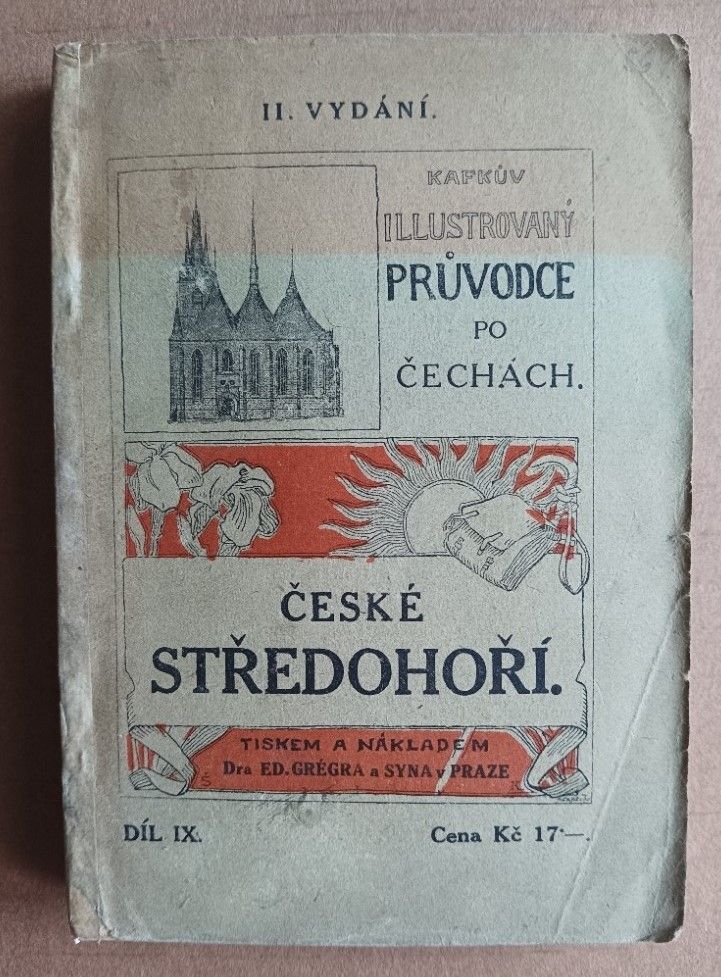 II. VYDÁNÍ.
KAFKŮV
ILLUSTROVANÝ
PRŮVODCE
PO
ČECHÁCH.
ČESKÉ
STŘEDOHOŘÍ.
TISKEM A NÁKLADEM
Dra ED. GRÉGRA a SYNA v PRAZE
DÍL IX.
Cena Kč 17·—.